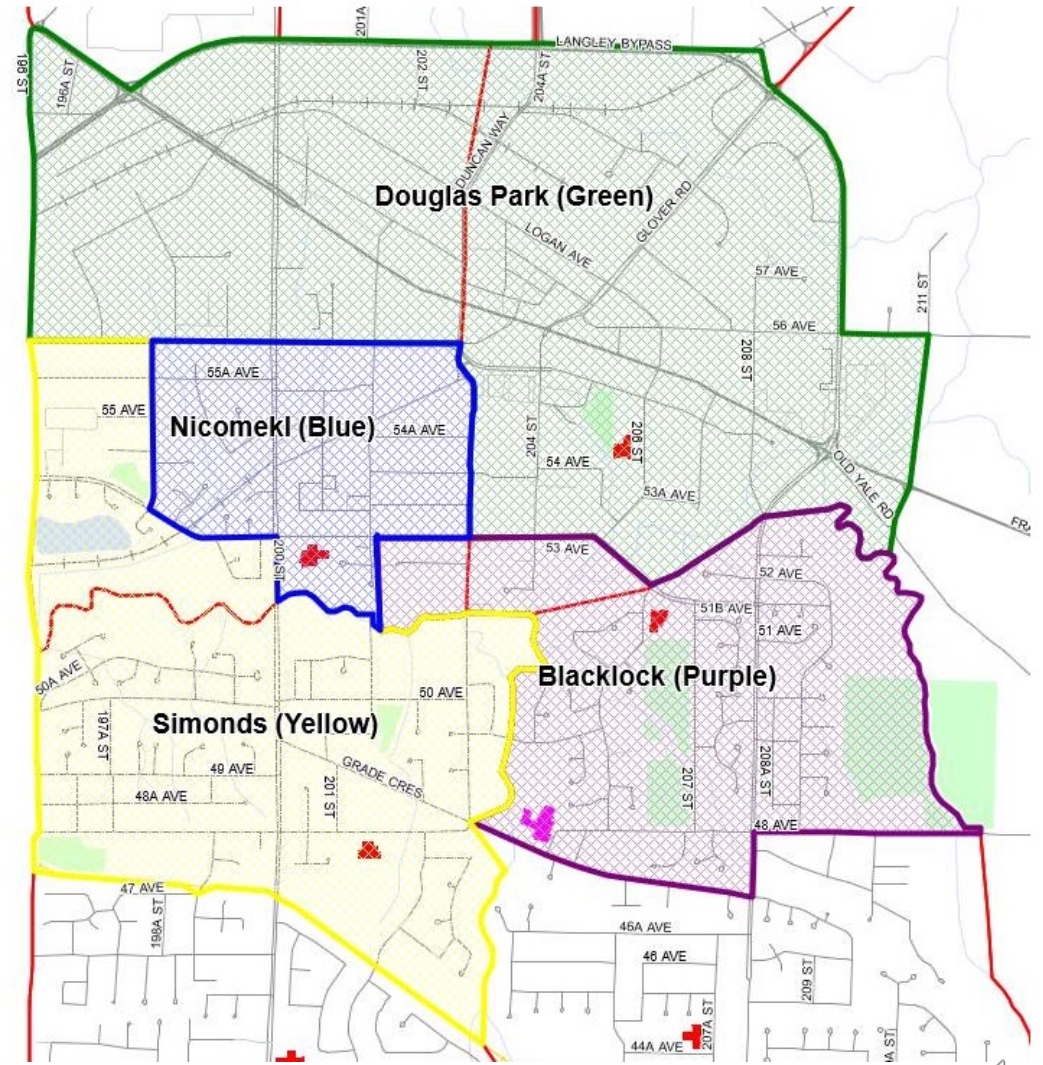 201A
LANGLEY BYPASS
198 ST
196A ST
202 ST
204A ST
DUNCAN WAY
Douglas Park (Green)
GLOVER RD
LOGAN AVE
57 AVE
211 ST
56 AVE
208 ST
55A AVE
55 AVE
Nicomekl (Blue)
54A AVE
204 ST
206 ST
54 AVE
53A AVE
OLD YALE RD
FRA
53 AVE
200 ST
52 AVE
51B AVE
51 AVE
50A AVE
Blacklock (Purple)
50 AVE
Simonds (Yellow)
197A ST
49 AVE
GRADE CRES
48A AVE
201 ST
207 ST
208A ST
48 AVE
47 AVE
198A ST
46A AVE
46 AVE
209 ST
207A ST
44A AVE
A ST